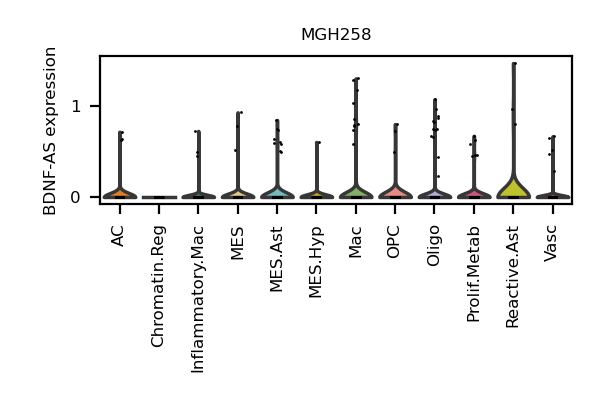 MGH258
BDNF-AS expression
1
0
AC
Chromatin.Reg
Inflammatory.Mac
MES
MES.Ast
MES.Hyp
Mac
OPC
Oligo
Prolif.Metab
Reactive.Ast
Vasc